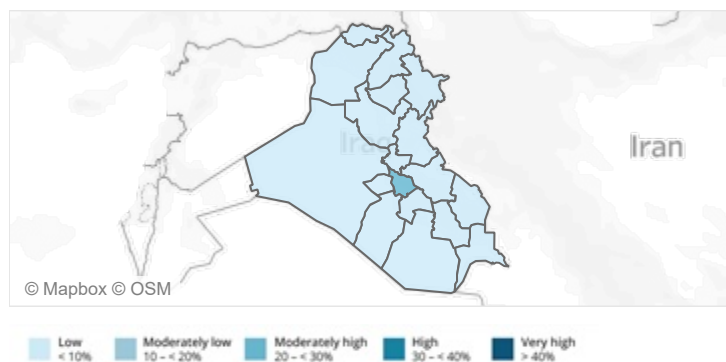 Iraq
Iran
© Mapbox © OSM
Low
< 10%
Moderately low
10 – < 20%
Moderately high
20 – < 30%
High
30 – < 40%
Very high
> 40%